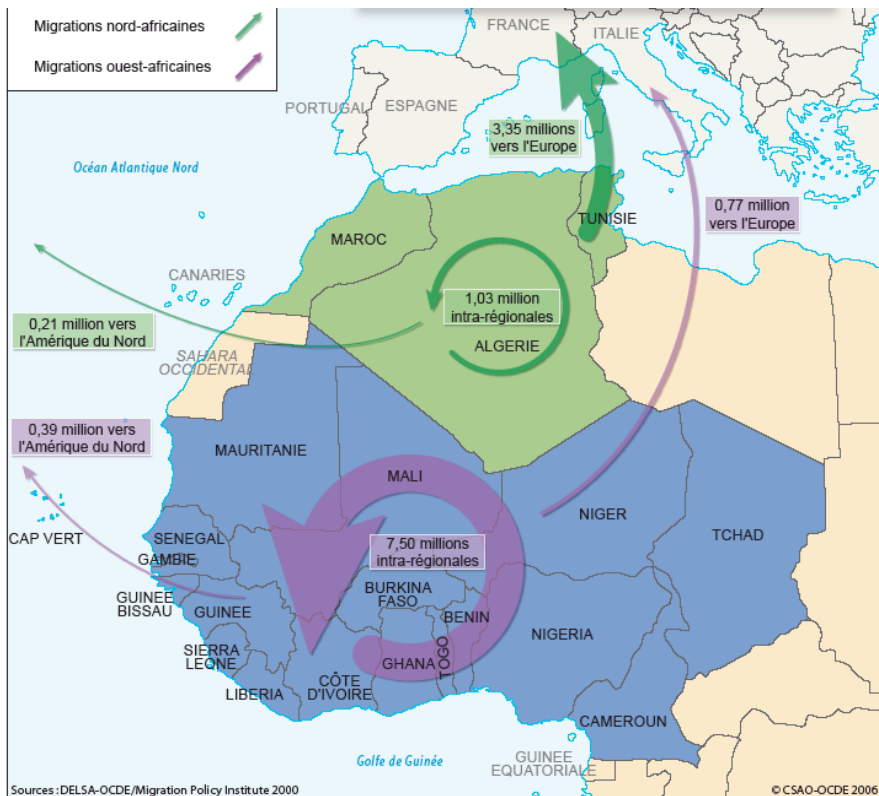 Migrations nord-africaines
Migrations ouest-africaines
FRANCE
ITALIE
PORTUGAL
ESPAGNE
3,35 millions
vers l'Europe
Océan Atlantique Nord
0,77 million
vers l'Europe
TUNISIE
MAROC
CANARIES
1,03 million
intra-régionales
0,21 million vers
l'Amérique du Nord
ALGERIE
SAHARA
OCCIDENTAL
0,39 million vers
l'Amérique du Nord
MAURITANIE
MALI
NIGER
TCHAD
CAP VERT
SENEGAL
7,50 millions
intra-régionales
GAMBIE
GUINEE
BISSAU
GUINEE
BURKINA
FASO
BENIN
NIGERIA
SIERRA
LEONE
GHANA
TOGO
CÔTE
D'IVOIRE
LIBERIA
CAMEROUN
Golfe de Guinée
GUINEE
EQUATORIALE
Sources : DELSA-OCDE/Migration Policy Institute 2000
© CSAO-OCDE 2006